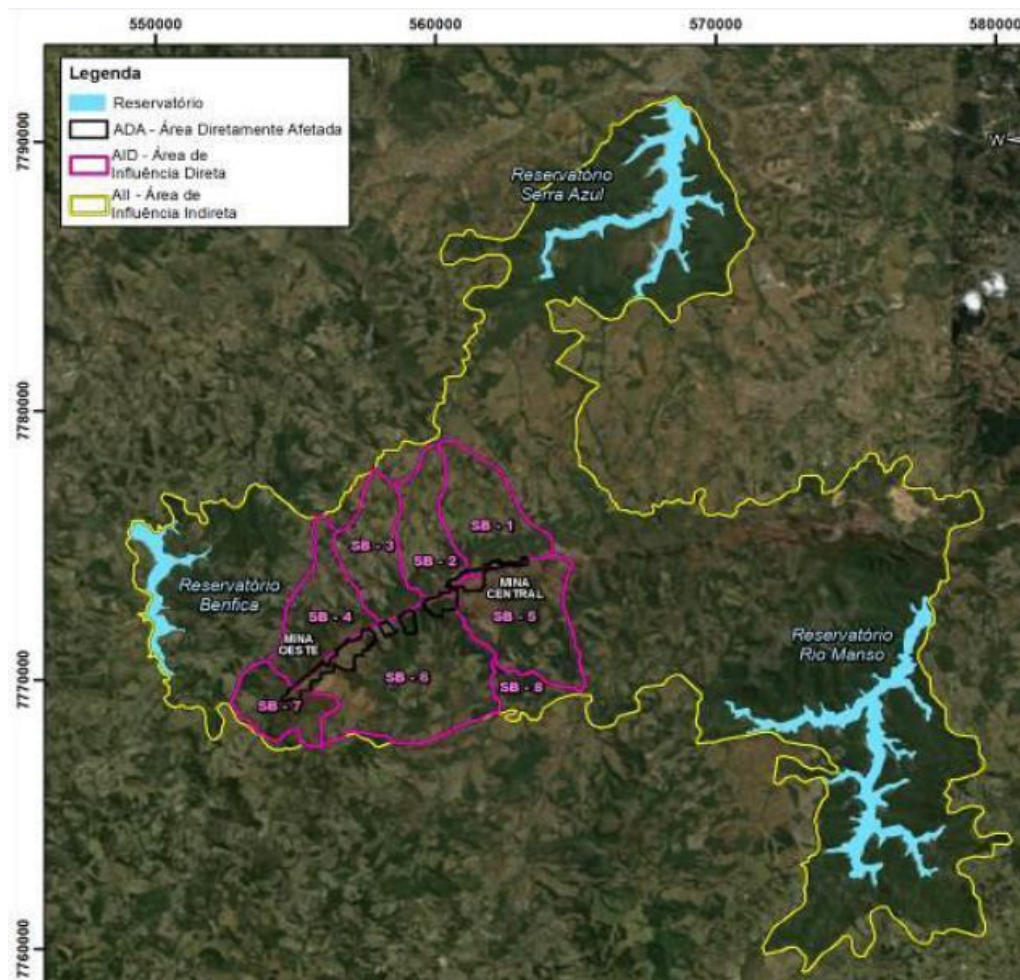 550000
560000
570000
580000
Legenda
Reservatório
ADA - Área Diretamente Afetada
AID - Área de
Influência Direta
AII - Área de
Influência Indireta
W
7790000
Reservatório
Serra Azul
7780000
SB - 1
SB - 3
SB - 2
Reservatório
Benfica
MINA
CENTRAL
SB - 4
SB - 5
MINA
OESTE
Reservatório
Rio Manso
7770000
SB - 6
SB - 8
SB - 7
7760000